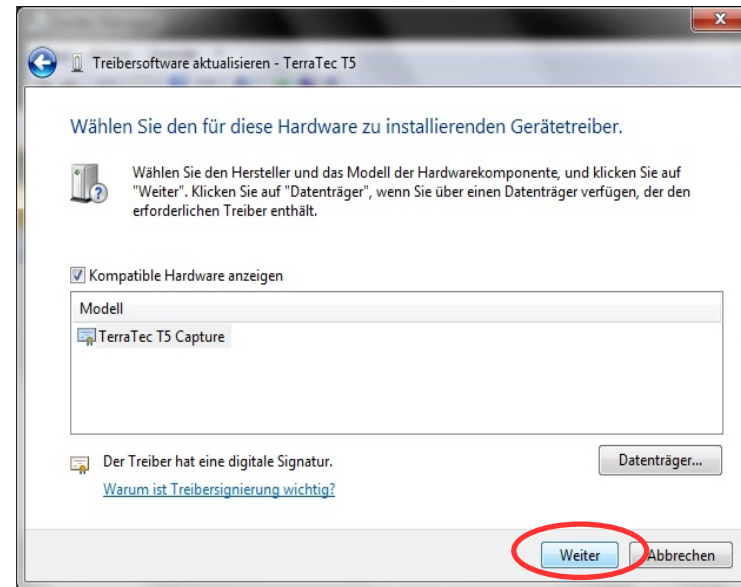 Treibersoftware aktualisieren - TerraTec T5
Wählen Sie den für diese Hardware zu installierenden Gerätetreiber.
Wählen Sie den Hersteller und das Modell der Hardwarekomponente, und klicken Sie auf
"Weiter". Klicken Sie auf "Datenträger", wenn Sie über einen Datenträger verfügen, der den
erforderlichen Treiber enthält.
Kompatible Hardware anzeigen
Modell
TerraTec T5 Capture
Der Treiber hat eine digitale Signatur.
Datenträger...
Warum ist Treibersignierung wichtig?
Weiter
Abbrechen